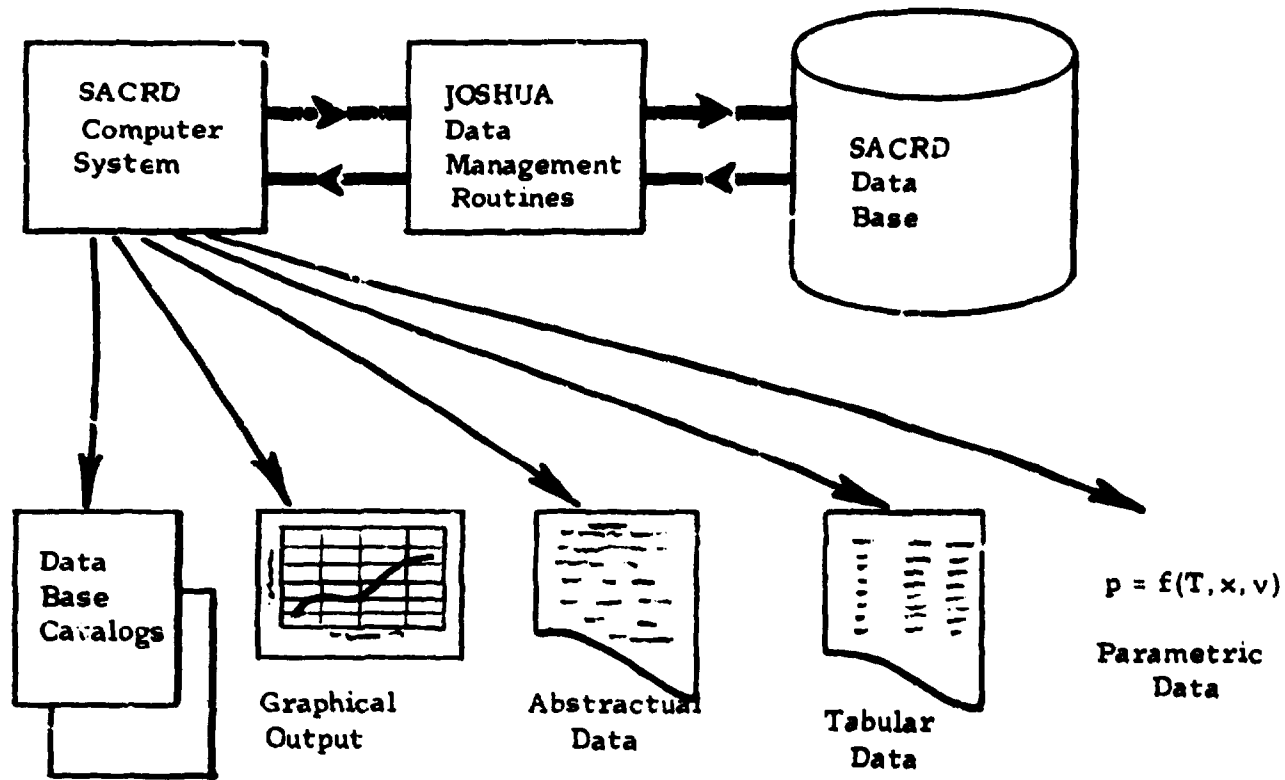 SACRD
Computer
System
JOSHUA
Data
Management
Routines
SACRD
Data
Base
Data
Base
Catalogs
Graphical
Output
Abstractual
Data
Tabular
Data
p = f(T, x, v)
Parametric
Data